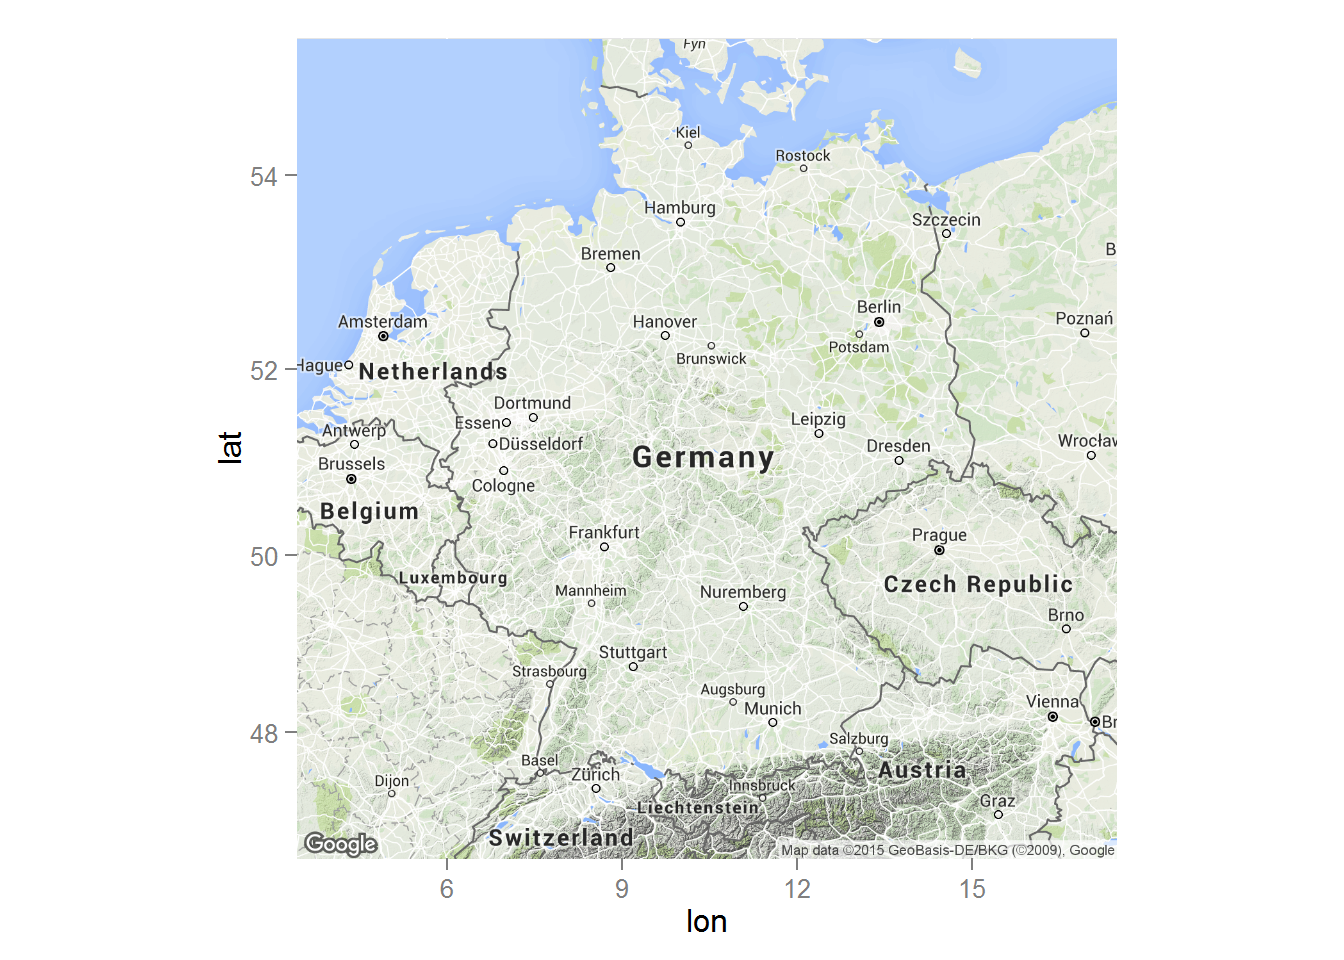 Fyn
Kiel
Rostock
54
Hamburg
Szczecin
Bremen
B
Berlin
Amsterdam
Hanover
Poznań
Potsdam
Brunswick
Hague
52
Netherlands
Dortmund
Essen
Leipzig
Antwerp
Düsseldorf
Wrocław
lat
Dresden
Germany
Brussels
Cologne
Belgium
Frankfurt
Prague
50
Luxembourg
Czech Republic
Mannheim
Nuremberg
Brno
Stuttgart
Strasbourg
Augsburg
Vienna
Munich
Br
48
Salzburg
Basel
Zürich
Austria
Dijon
Innsbruck
Liechtenstein
Graz
Switzerland
Google
Map data ©2015 GeoBasis-DE/BKG (©2009), Google
6 9 12 15
lon